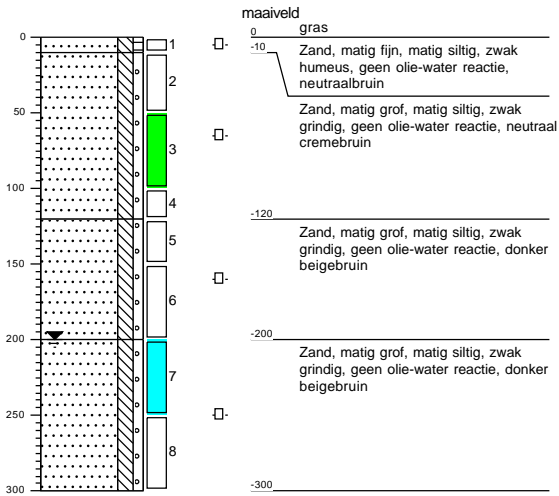 maaiveld
0
gras
-10
Zand, matig fijn, matig siltig, zwak
humeus, geen olie-water reactie,
neutraalbruin
Zand, matig grof, matig siltig, zwak
grindig, geen olie-water reactie, neutraal
cremebruin
-120
Zand, matig grof, matig siltig, zwak
grindig, geen olie-water reactie, donker
beigebruin
-200
Zand, matig grof, matig siltig, zwak
grindig, geen olie-water reactie, donker
beigebruin
-300
0
50
100
150
200
250
300
1
2
3
4
5
6
7
8